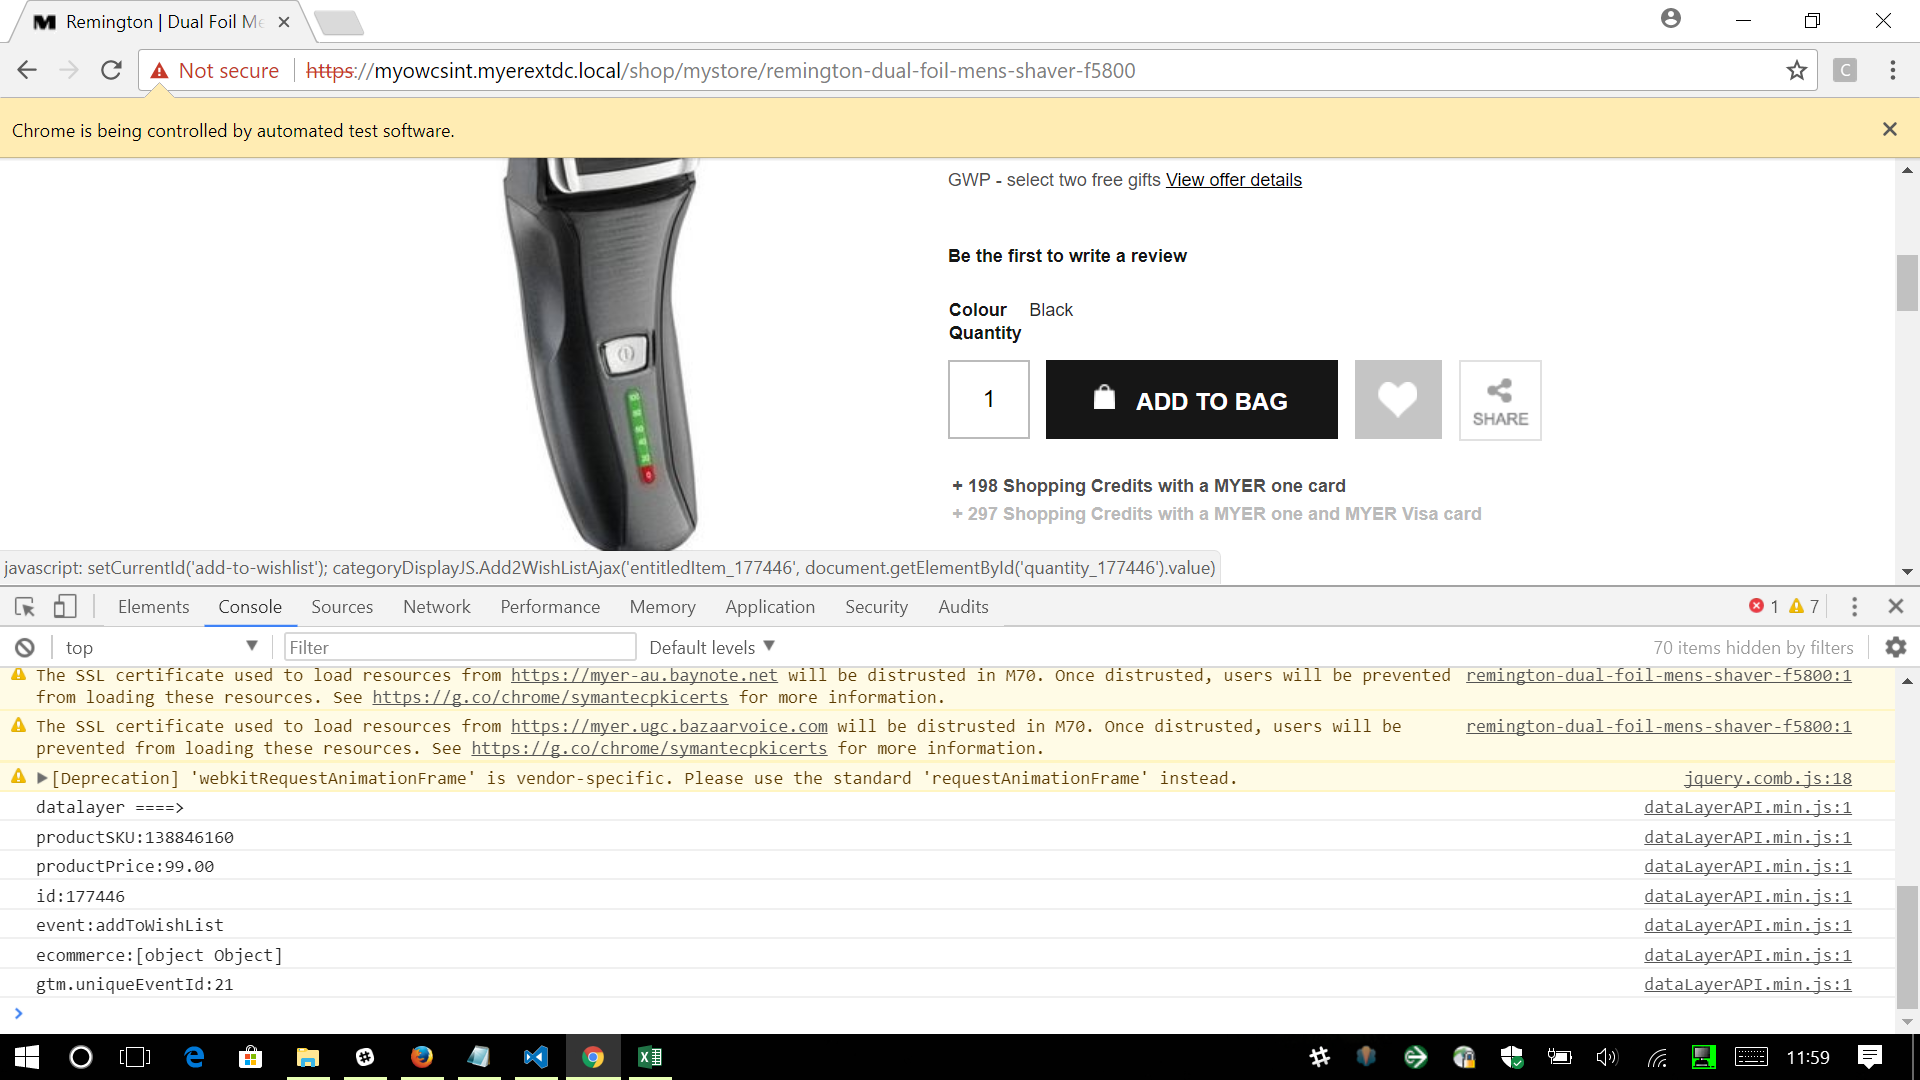 Remington | Dual Foil Me
Not secure
https://myowcsint.myerextdc.local/shop/mystore/remington-dual-foil-mens-shaver-f5800
C
Chrome is being controlled by automated test software.
GWP - select two free gifts View offer details
Be the first to write a review
Colour Black
Quantity
1
ADD TO BAG
SHARE
100
80
60
40
20
0
+ 198 Shopping Credits with a MYER one card
+ 297 Shopping Credits with a MYER one and MYER Visa card
javascript: setCurrentId('add-to-wishlist'); categoryDisplayJS.Add2WishListAjax('entitledItem_177446', document.getElementById('quantity_177446').value)
Elements Console Sources Network Performance Memory Application Security Audits 1 7
top Filter Default levels 70 items hidden by filters
The SSL certificate used to load resources from https://myer-au.baynote.net will be distrusted in M70. Once distrusted, users will be prevented remington-dual-foil-mens-shaver-f5800:1
from loading these resources. See https://g.co/chrome/symantecpkicerts for more information.
The SSL certificate used to load resources from https://myer.ugc.bazaarvoice.com will be distrusted in M70. Once distrusted, users will be remington-dual-foil-mens-shaver-f5800:1
prevented from loading these resources. See https://g.co/chrome/symantecpkicerts for more information.
[Deprecation] 'webkitRequestAnimationFrame' is vendor-specific. Please use the standard 'requestAnimationFrame' instead. jquery.comb.js:18
datalayer ====> dataLayerAPI.min.js:1
productSKU:138846160 dataLayerAPI.min.js:1
productPrice:99.00 dataLayerAPI.min.js:1
id:177446 dataLayerAPI.min.js:1
event:addToWishList dataLayerAPI.min.js:1
ecommerce:[object Object] dataLayerAPI.min.js:1
gtm.uniqueEventId:21 dataLayerAPI.min.js:1
11:59